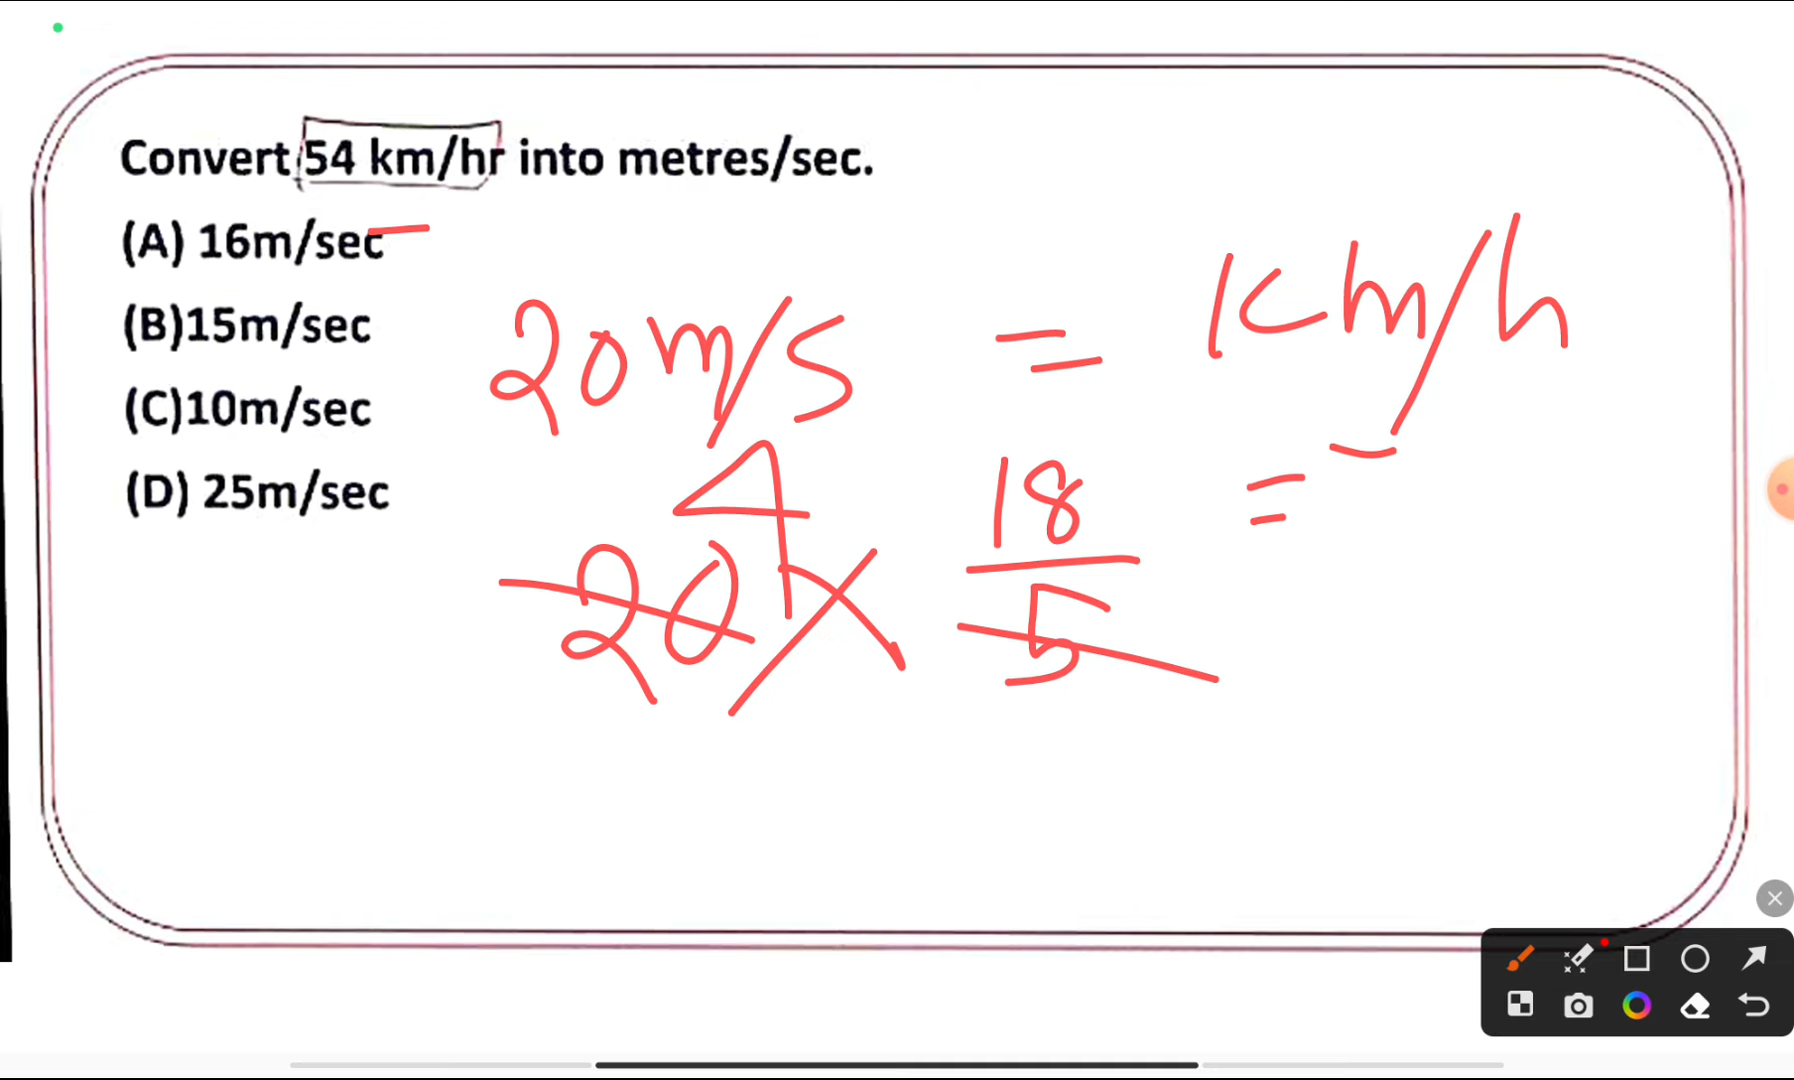 Convert 54 km/hr into metres/sec.
(A) 16m/sec
(B)15m/sec
(C)10m/sec
(D) 25m/sec
20m/s = Km/h
4
20 × 18 =
5